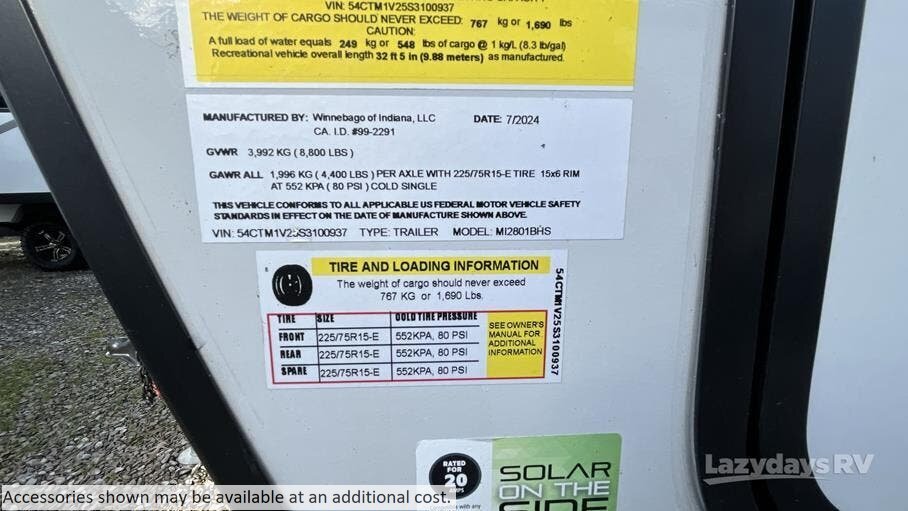 VIN: 54CTM1V25S3100937
THE WEIGHT OF CARGO SHOULD NEVER EXCEED: 767 kg or 1,690 lbs
CAUTION:
A full load of water equals 249 kg or 548 lbs of cargo @ 1 kg/L (8.3 lb/gal)
Recreational vehicle overall length 32 ft 5 in (9.88 meters) as manufactured.
MANUFACTURED BY: Winnebago of Indiana, LLC DATE: 7/2024
CA. I.D. #99-2291
GVWR 3,992 KG ( 8,800 LBS )
GAWR ALL 1,996 KG ( 4,400 LBS ) PER AXLE WITH 225/75R15-E TIRE 15x6 RIM
AT 552 KPA ( 80 PSI ) COLD SINGLE
THIS VEHICLE CONFORMS TO ALL APPLICABLE US FEDERAL MOTOR VEHICLE SAFETY
STANDARDS IN EFFECT ON THE DATE OF MANUFACTURE SHOWN ABOVE.
VIN: 54CTM1V25S3100937 TYPE: TRAILER MODEL: MI2801BHS
TIRE AND LOADING INFORMATION
The weight of cargo should never exceed
767 KG or 1,690 Lbs.
TIRE SIZE COLD TIRE PRESSURE
FRONT 225/75R15-E 552KPA, 80 PSI
REAR 225/75R15-E 552KPA, 80 PSI
SPARE 225/75R15-E 552KPA, 80 PSI
SEE OWNER'S
MANUAL FOR
ADDITIONAL
INFORMATION
54CTM1V25S3100937
RATED
FOR
20
AMPS
Compatible with any
SOLAR
ON THE
SIDE
LazydaysRV
Accessories shown may be available at an additional cost.